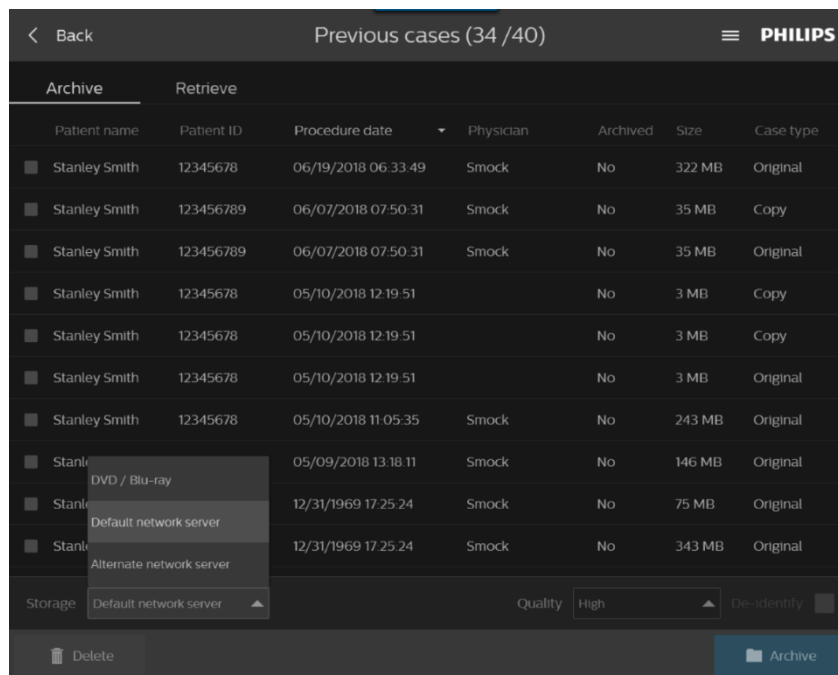 Back Previous cases (34 /40) PHILIPS
Archive Retrieve
Patient name Patient ID Procedure date Physician Archived Size Case type
Stanley Smith 12345678 06/19/2018 06:33:49 Smock No 322 MB Original
Stanley Smith 123456789 06/07/2018 07:50:31 Smock No 35 MB Copy
Stanley Smith 123456789 06/07/2018 07:50:31 Smock No 35 MB Original
Stanley Smith 12345678 05/10/2018 12:19:51 No 3 MB Copy
Stanley Smith 12345678 05/10/2018 12:19:51 No 3 MB Copy
Stanley Smith 12345678 05/10/2018 12:19:51 No 3 MB Original
Stanley Smith 12345678 05/10/2018 11:05:35 Smock No 243 MB Original
Stanl 05/09/2018 13:18:11 Smock No 146 MB Original
DVD / Blu-ray
Stanl 12/31/1969 17:25:24 Smock No 75 MB Original
Default network server
Stanl 12/31/1969 17:25:24 Smock No 343 MB Original
Alternate network server
Storage Default network server Quality High De-identify
Delete Archive